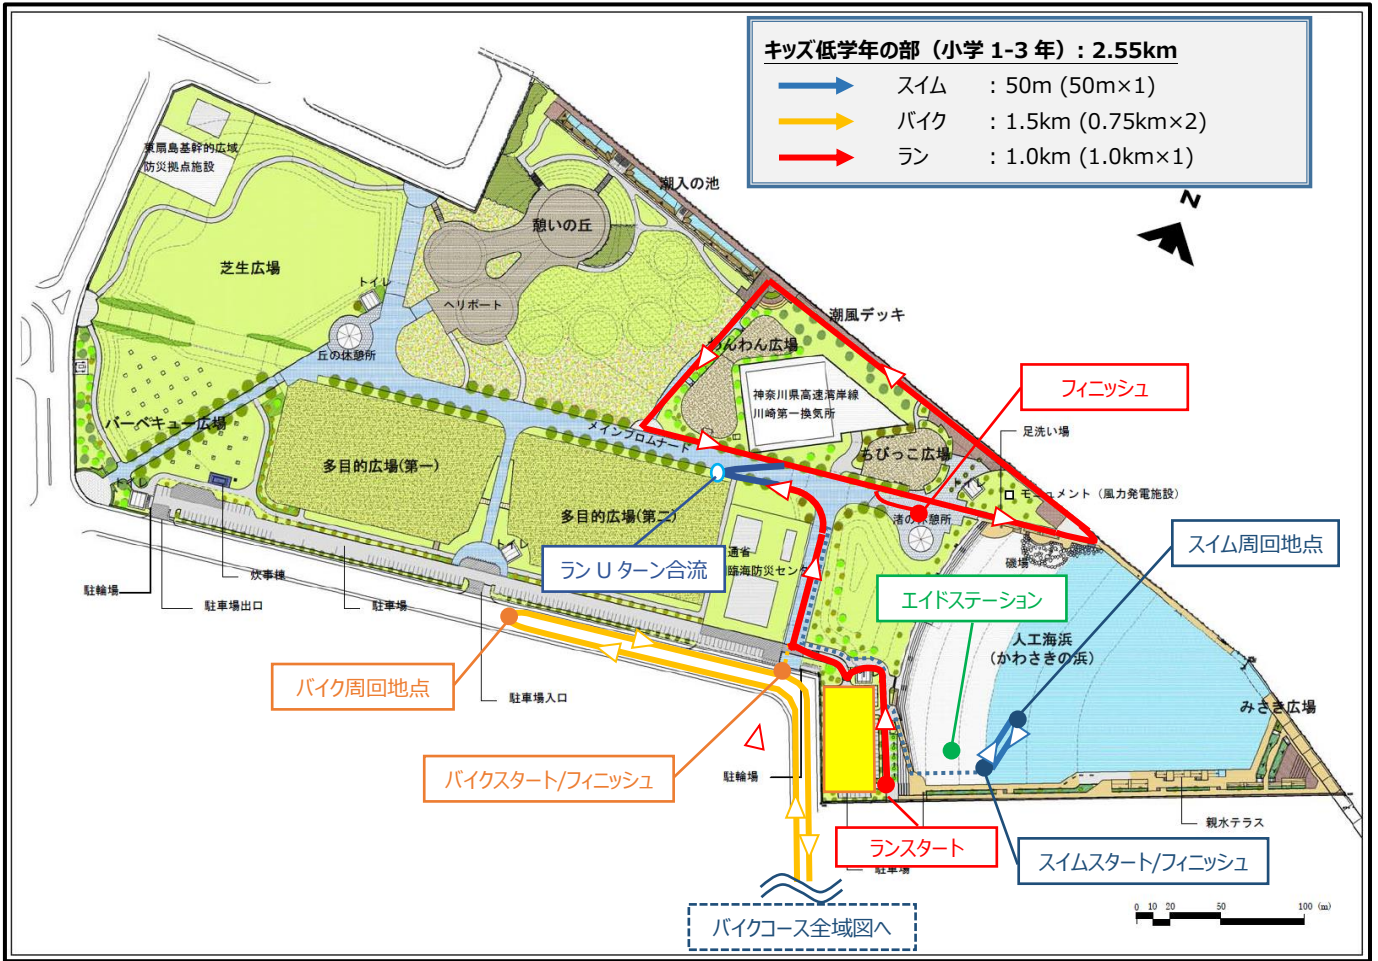 キッズ低学年の部（小学 1-3 年）: 2.55km
スイム : 50m (50m×1)
バイク : 1.5km (0.75km×2)
ラン : 1.0km (1.0km×1)
N
東扇島基幹的広域
防災拠点施設
潮入の池
憩いの丘
芝生広場
トイレ
ヘリポート
潮風デッキ
わんわん広場
丘の休憩所
神奈川県高速湾岸線
川崎第一換気所
フィニッシュ
足洗い場
バーベキュー広場
メインプロムナード
ちびっこ広場
多目的広場(第一)
トイレ
トイレ
モニュメント（風力発電施設）
多目的広場(第二)
渚の休憩所
スイム周回地点
トイレ
通省
臨海防災センタ
ラン U ターン合流
磯場
駐輪場
炊事棟
駐車場出口
駐車場
エイドステーション
人工海浜
(かわさきの浜)
バイク周回地点
駐車場入口
みさき広場
バイクスタート/フィニッシュ
駐輪場
親水テラス
ランスタート
駐車場
スイムスタート/フィニッシュ
バイクコース全域図へ
0 10 20 50 100 (m)